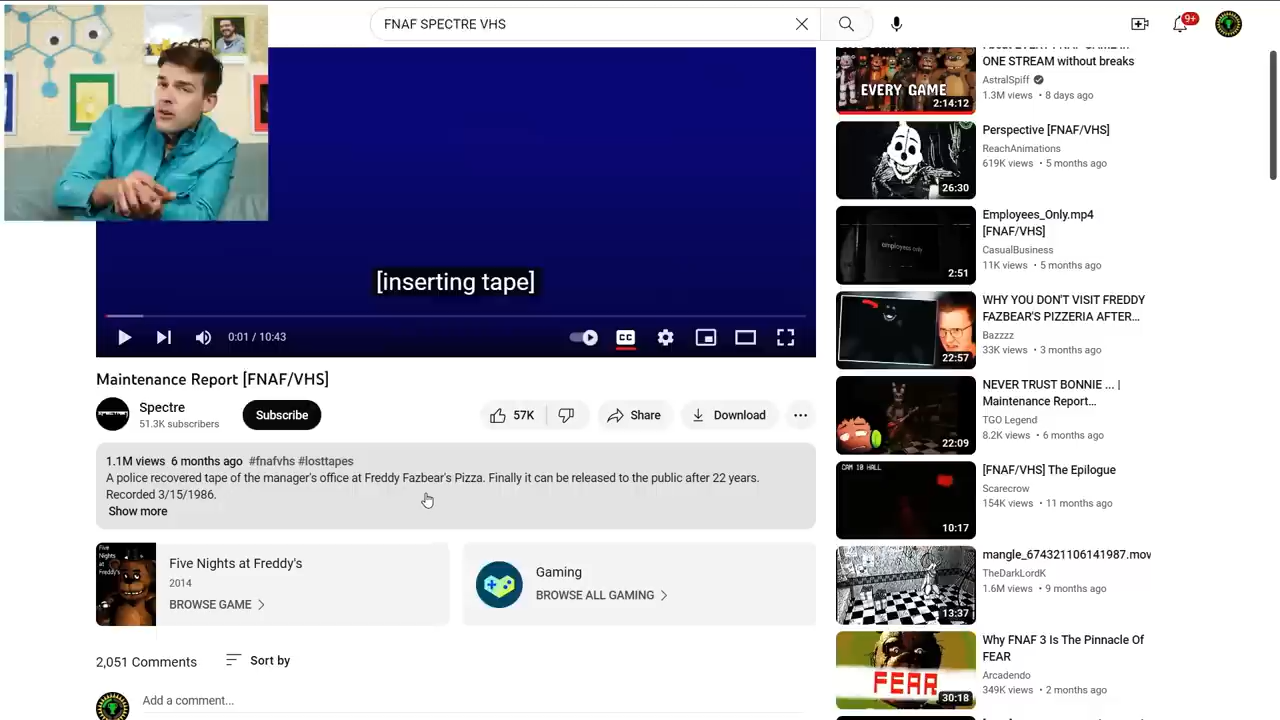 FNAF SPECTRE VHS
9+
[inserting tape]
0:01 / 10:43
CC
Maintenance Report [FNAF/VHS]
Spectre
51.3K subscribers
Subscribe
57K
Share
Download
1.1M views 6 months ago #fnafvhs #losttapes
A police recovered tape of the manager's office at Freddy Fazbear's Pizza. Finally it can be released to the public after 22 years.
Recorded 3/15/1986.
Show more
Five Nights at Freddy's
Five Nights at Freddy's
2014
BROWSE GAME
Gaming
BROWSE ALL GAMING
2,051 Comments
Sort by
Add a comment...
EVERY GAME
2:14:12
ONE STREAM without breaks
AstralSpiff
1.3M views • 8 days ago
26:30
Perspective [FNAF/VHS]
ReachAnimations
619K views • 5 months ago
employees only
2:51
Employees_Only.mp4
[FNAF/VHS]
CasualBusiness
11K views • 5 months ago
22:57
WHY YOU DON'T VISIT FREDDY
FAZBEAR'S PIZZERIA AFTER...
Bazzzz
33K views • 3 months ago
22:09
NEVER TRUST BONNIE ... |
Maintenance Report...
TGO Legend
8.2K views • 6 months ago
CAM 10 HALL
10:17
[FNAF/VHS] The Epilogue
Scarecrow
154K views • 11 months ago
13:37
mangle_674321106141987.mov
TheDarkLordK
1.6M views • 9 months ago
FEAR
30:18
Why FNAF 3 Is The Pinnacle Of
FEAR
Arcadendo
349K views • 2 months ago